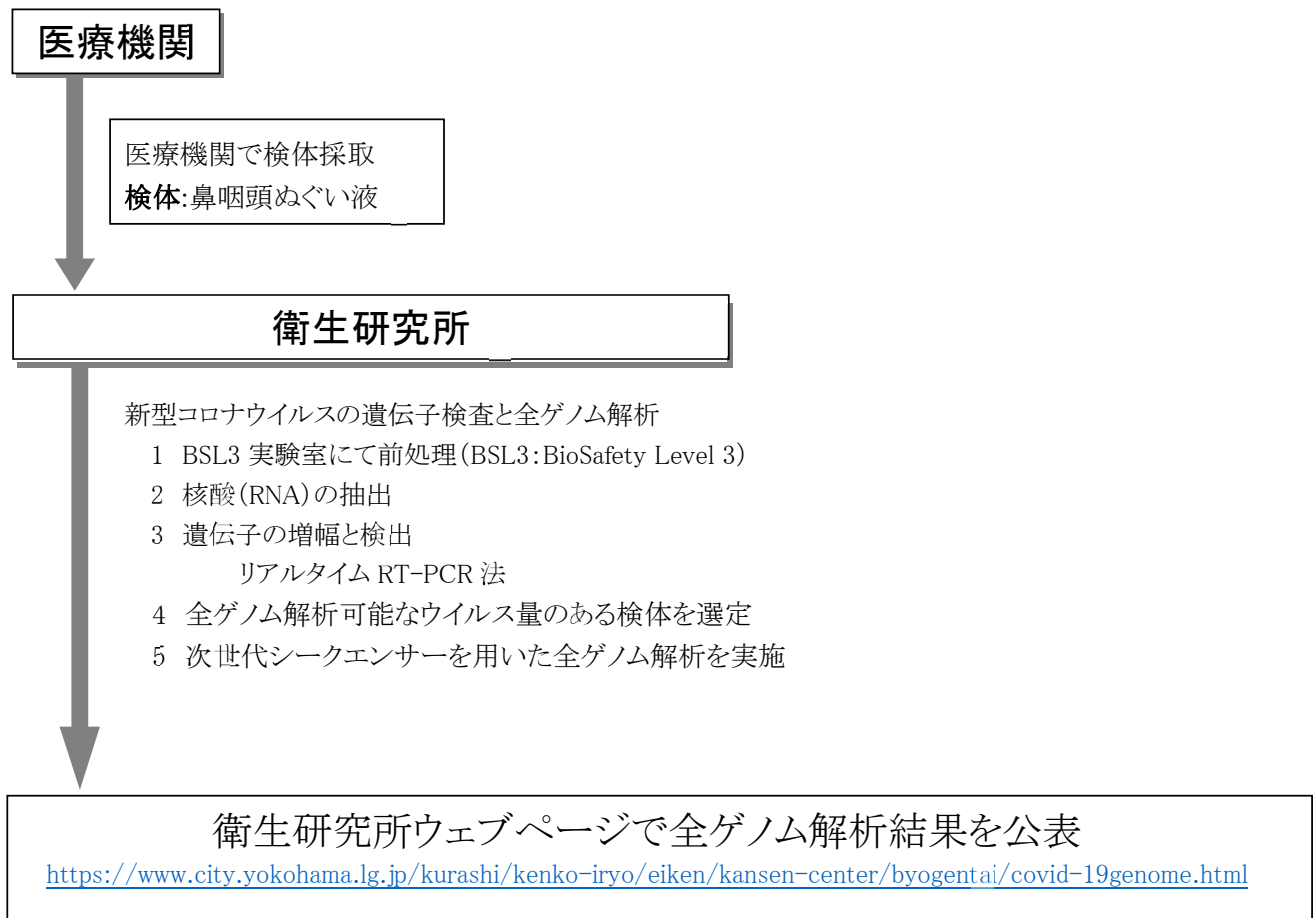 医療機関
医療機関で検体採取
検体:鼻咽頭ぬぐい液
衛生研究所
新型コロナウイルスの遺伝子検査と全ゲノム解析
1 BSL3 実験室にて前処理(BSL3:BioSafety Level 3)
2 核酸(RNA)の抽出
3 遺伝子の増幅と検出
リアルタイム RT-PCR 法
4 全ゲノム解析可能なウイルス量のある検体を選定
5 次世代シークエンサーを用いた全ゲノム解析を実施
衛生研究所ウェブページで全ゲノム解析結果を公表
https://www.city.yokohama.lg.jp/kurashi/kenko-iryo/eiken/kansen-center/byogentai/covid-19genome.html